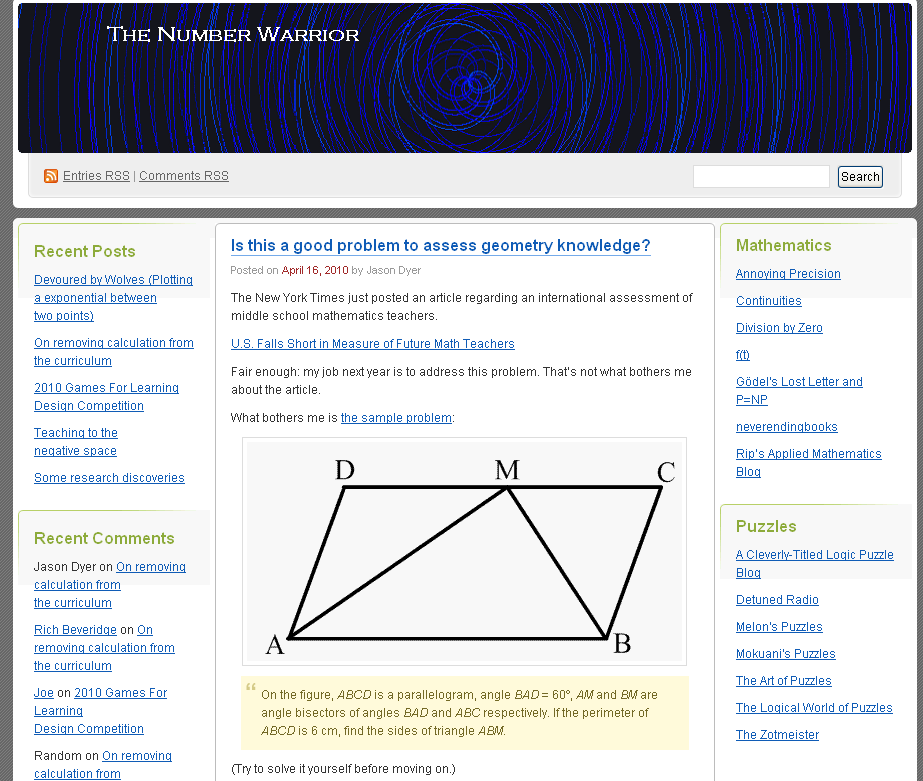 THE NUMBER WARRIOR
Entries RSS | Comments RSS
Search
Recent Posts
Devoured by Wolves (Plotting
a exponential between
two points)
On removing calculation from
the curriculum
2010 Games For Learning
Design Competition
Teaching to the
negative space
Some research discoveries
Recent Comments
Jason Dyer on On removing
calculation from
the curriculum
Rich Beveridge on On
removing calculation from
the curriculum
Joe on 2010 Games For
Learning
Design Competition
Random on On removing
calculation from
Is this a good problem to assess geometry knowledge?
Posted on April 16, 2010 by Jason Dyer
The New York Times just posted an article regarding an international assessment of
middle school mathematics teachers.
U.S. Falls Short in Measure of Future Math Teachers
Fair enough: my job next year is to address this problem. That's not what bothers me
about the article.
What bothers me is the sample problem:
D M C
A B
On the figure, ABCD is a parallelogram, angle BAD = 60°, AM and BM are
angle bisectors of angles BAD and ABC respectively. If the perimeter of
ABCD is 6 cm, find the sides of triangle ABM.
(Try to solve it yourself before moving on.)
Mathematics
Annoying Precision
Continuities
Division by Zero
f(t)
Gödel's Lost Letter and
P=NP
neverendingbooks
Rip's Applied Mathematics
Blog
Puzzles
A Cleverly-Titled Logic Puzzle
Blog
Detuned Radio
Melon's Puzzles
Mokuani's Puzzles
The Art of Puzzles
The Logical World of Puzzles
The Zotmeister